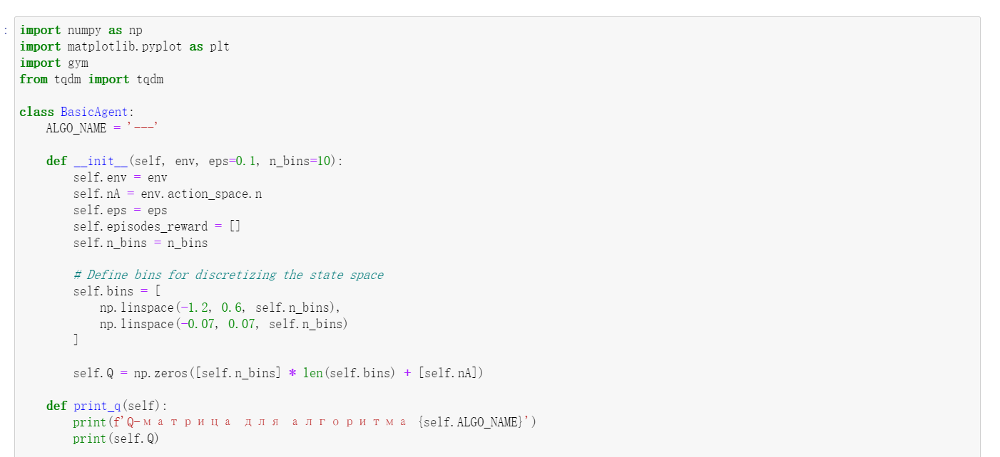 :
import numpy as np
import matplotlib.pyplot as plt
import gym
from tqdm import tqdm
class BasicAgent:
    ALGO_NAME = '---'
    def __init__(self, env, eps=0.1, n_bins=10):
        self.env = env
        self.nA = env.action_space.n
        self.eps = eps
        self.episodes_reward = []
        self.n_bins = n_bins
        # Define bins for discretizing the state space
        self.bins = [
            np.linspace(-1.2, 0.6, self.n_bins),
            np.linspace(-0.07, 0.07, self.n_bins)
        ]
        self.Q = np.zeros([self.n_bins] * len(self.bins) + [self.nA])
    def print_q(self):
        print(f'Q-матрица для алгоритма {self.ALGO_NAME}')
        print(self.Q)